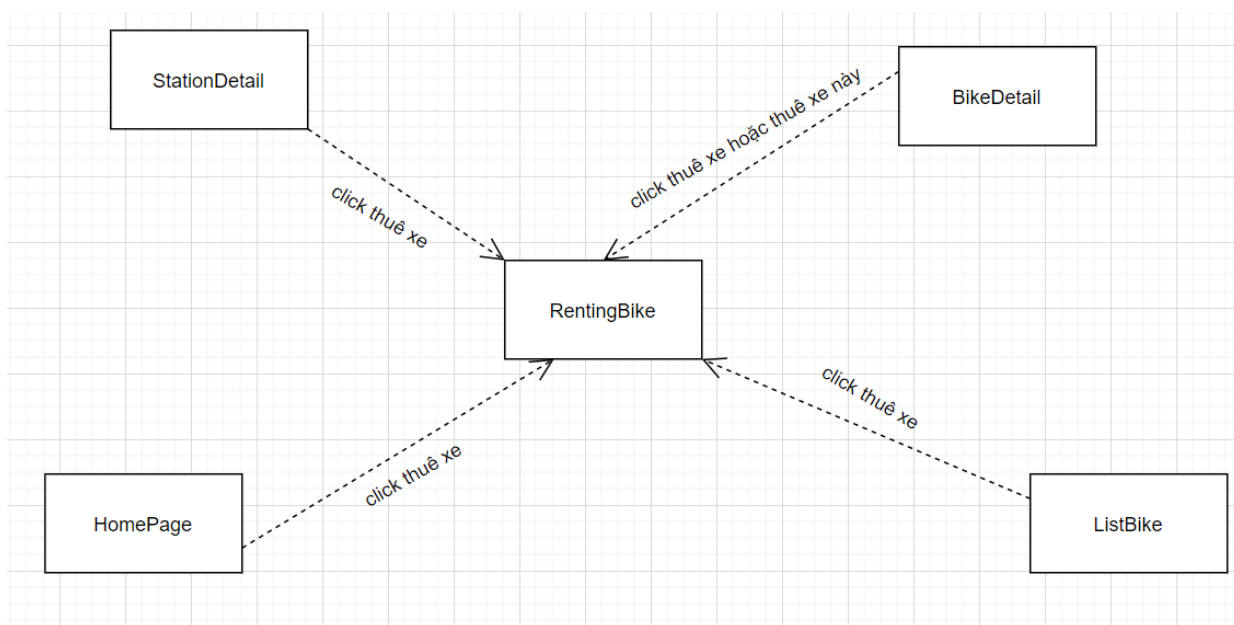 StationDetail
BikeDetail
click thuê xe hoặc thuê xe này
click thuê xe
RentingBike
click thuê xe
click thuê xe
HomePage
ListBike